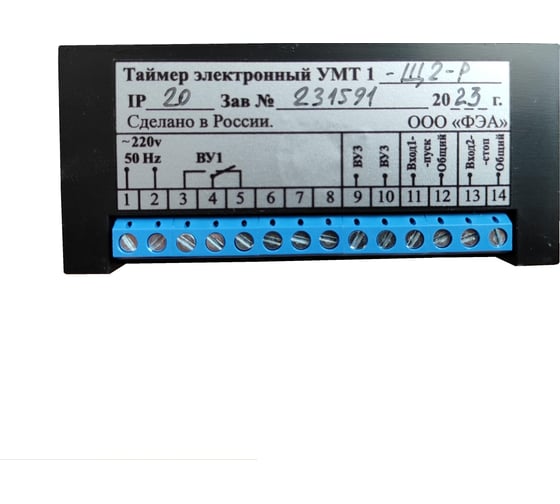 Таймер электронный УМТ 1 -Щ2-Р
IP 20 Зав № 231591 2023 г.
Сделано в России. ООО «ФЭА»
~220v
50 Hz
ВУ1
ВУ3
ВУ3
Вход1-
-пуск
Общий
Вход2-
-стоп
Общий
1 2 3 4 5 6 7 8 9 10 11 12 13 14